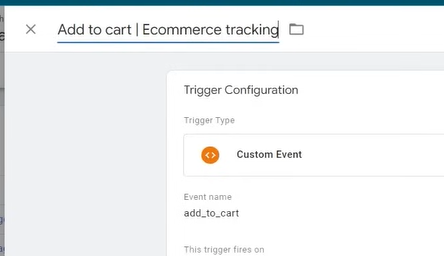 Add to cart | Ecommerce tracking
Trigger Configuration
Trigger Type
Custom Event
Event name
add_to_cart
This trigger fires on